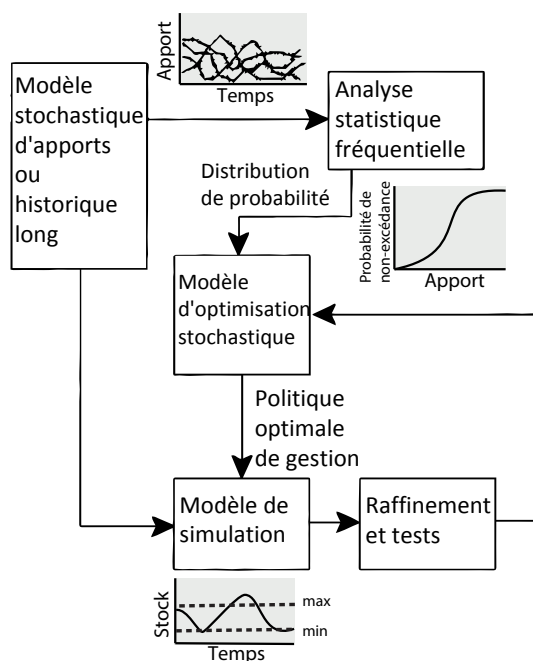 Apport
Temps
Modèle
stochastique
d'apports
ou
historique
long
Analyse
statistique
fréquentielle
Distribution
de probabilité
Probabilité de
non-excédance
Apport
Modèle
d'optimisation
stochastique
Politique
optimale
de gestion
Modèle de
simulation
Raffinement
et tests
Stock
max
min
Temps